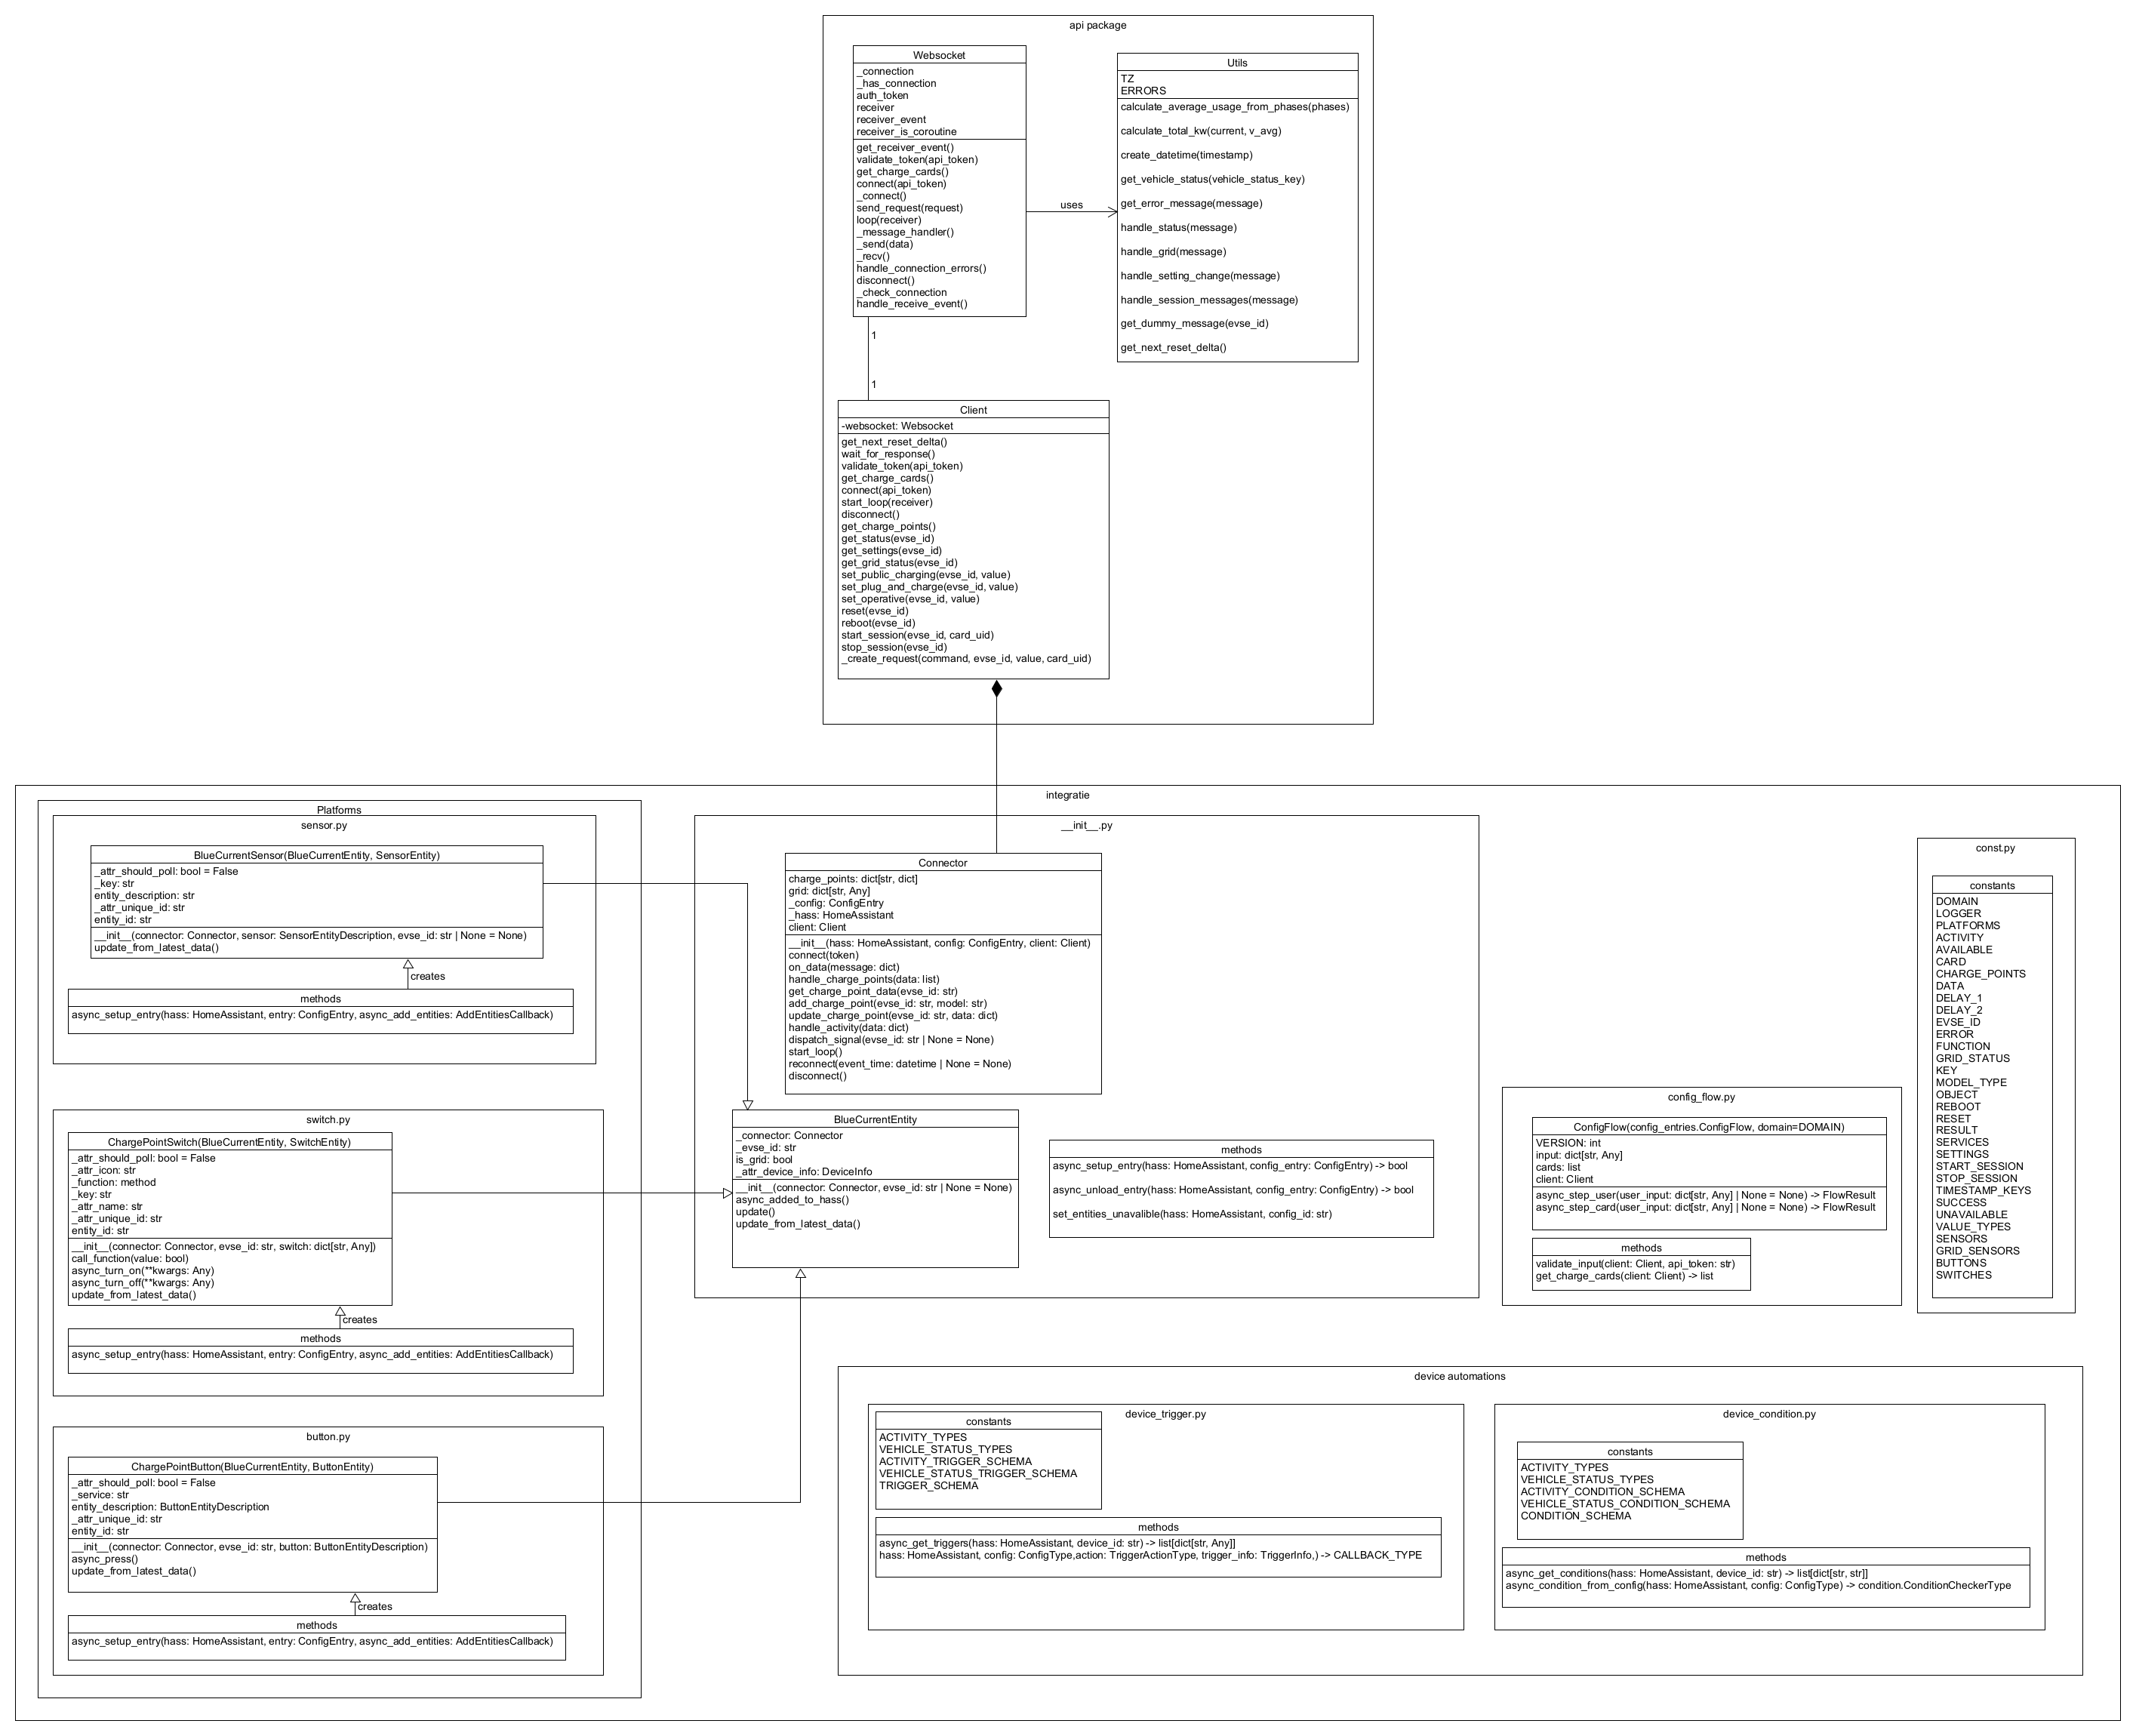 api package
Websocket
_connection
_has_connection
auth_token
receiver
receiver_event
receiver_is_coroutine
get_receiver_event()
validate_token(api_token)
get_charge_cards()
connect(api_token)
_connect()
send_request(request)
loop(receiver)
_message_handler()
_send(data)
_recv()
handle_connection_errors()
disconnect()
_check_connection
handle_receive_event()
uses
Utils
TZ
ERRORS
calculate_average_usage_from_phases(phases)
calculate_total_kw(current, v_avg)
create_datetime(timestamp)
get_vehicle_status(vehicle_status_key)
get_error_message(message)
handle_status(message)
handle_grid(message)
handle_setting_change(message)
handle_session_messages(message)
get_dummy_message(evse_id)
get_next_reset_delta()
1
1
Client
-websocket: Websocket
get_next_reset_delta()
wait_for_response()
validate_token(api_token)
get_charge_cards()
connect(api_token)
start_loop(receiver)
disconnect()
get_charge_points()
get_status(evse_id)
get_settings(evse_id)
get_grid_status(evse_id)
set_public_charging(evse_id, value)
set_plug_and_charge(evse_id, value)
set_operative(evse_id, value)
reset(evse_id)
reboot(evse_id)
start_session(evse_id, card_uid)
stop_session(evse_id)
_create_request(command, evse_id, value, card_uid)
integratie
Platforms
sensor.py
BlueCurrentSensor(BlueCurrentEntity, SensorEntity)
_attr_should_poll: bool = False
_key: str
entity_description: str
_attr_unique_id: str
entity_id: str
__init__(connector: Connector, sensor: SensorEntityDescription, evse_id: str | None = None)
update_from_latest_data()
creates
methods
async_setup_entry(hass: HomeAssistant, entry: ConfigEntry, async_add_entities: AddEntitiesCallback)
switch.py
ChargePointSwitch(BlueCurrentEntity, SwitchEntity)
_attr_should_poll: bool = False
_attr_icon: str
_function: method
_key: str
_attr_name: str
_attr_unique_id: str
entity_id: str
__init__(connector: Connector, evse_id: str, switch: dict[str, Any])
call_function(value: bool)
async_turn_on(**kwargs: Any)
async_turn_off(**kwargs: Any)
update_from_latest_data()
creates
methods
async_setup_entry(hass: HomeAssistant, entry: ConfigEntry, async_add_entities: AddEntitiesCallback)
button.py
ChargePointButton(BlueCurrentEntity, ButtonEntity)
_attr_should_poll: bool = False
_service: str
entity_description: ButtonEntityDescription
_attr_unique_id: str
entity_id: str
__init__(connector: Connector, evse_id: str, button: ButtonEntityDescription)
async_press()
update_from_latest_data()
creates
methods
async_setup_entry(hass: HomeAssistant, entry: ConfigEntry, async_add_entities: AddEntitiesCallback)
__init__.py
Connector
charge_points: dict[str, dict]
grid: dict[str, Any]
_config: ConfigEntry
_hass: HomeAssistant
client: Client
__init__(hass: HomeAssistant, config: ConfigEntry, client: Client)
connect(token)
on_data(message: dict)
handle_charge_points(data: list)
get_charge_point_data(evse_id: str)
add_charge_point(evse_id: str, model: str)
update_charge_point(evse_id: str, data: dict)
handle_activity(data: dict)
dispatch_signal(evse_id: str | None = None)
start_loop()
reconnect(event_time: datetime | None = None)
disconnect()
BlueCurrentEntity
_connector: Connector
_evse_id: str
is_grid: bool
_attr_device_info: DeviceInfo
__init__(connector: Connector, evse_id: str | None = None)
async_added_to_hass()
update()
update_from_latest_data()
methods
async_setup_entry(hass: HomeAssistant, config_entry: ConfigEntry) -> bool
async_unload_entry(hass: HomeAssistant, config_entry: ConfigEntry) -> bool
set_entities_unavalible(hass: HomeAssistant, config_id: str)
config_flow.py
ConfigFlow(config_entries.ConfigFlow, domain=DOMAIN)
VERSION: int
input: dict[str, Any]
cards: list
client: Client
async_step_user(user_input: dict[str, Any] | None = None) -> FlowResult
async_step_card(user_input: dict[str, Any] | None = None) -> FlowResult
methods
validate_input(client: Client, api_token: str)
get_charge_cards(client: Client) -> list
const.py
constants
DOMAIN
LOGGER
PLATFORMS
ACTIVITY
AVAILABLE
CARD
CHARGE_POINTS
DATA
DELAY_1
DELAY_2
EVSE_ID
ERROR
FUNCTION
GRID_STATUS
KEY
MODEL_TYPE
OBJECT
REBOOT
RESET
RESULT
SERVICES
SETTINGS
START_SESSION
STOP_SESSION
TIMESTAMP_KEYS
SUCCESS
UNAVAILABLE
VALUE_TYPES
SENSORS
GRID_SENSORS
BUTTONS
SWITCHES
device automations
device_trigger.py
constants
ACTIVITY_TYPES
VEHICLE_STATUS_TYPES
ACTIVITY_TRIGGER_SCHEMA
VEHICLE_STATUS_TRIGGER_SCHEMA
TRIGGER_SCHEMA
methods
async_get_triggers(hass: HomeAssistant, device_id: str) -> list[dict[str, Any]]
hass: HomeAssistant, config: ConfigType,action: TriggerActionType, trigger_info: TriggerInfo,) -> CALLBACK_TYPE
device_condition.py
constants
ACTIVITY_TYPES
VEHICLE_STATUS_TYPES
ACTIVITY_CONDITION_SCHEMA
VEHICLE_STATUS_CONDITION_SCHEMA
CONDITION_SCHEMA
methods
async_get_conditions(hass: HomeAssistant, device_id: str) -> list[dict[str, str]]
async_condition_from_config(hass: HomeAssistant, config: ConfigType) -> condition.ConditionCheckerType